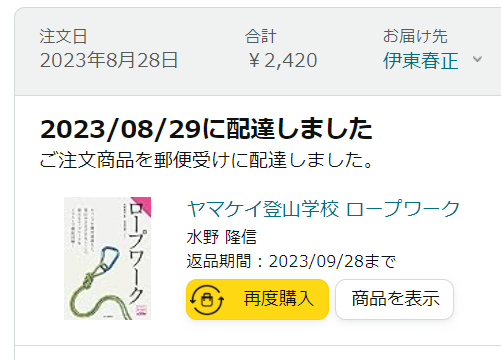 注文日
2023年8月28日
合計
￥2,420
お届け先
伊東春正
2023/08/29に配達しました
ご注文商品を郵便受けに配達しました。
ロープワーク
ヤマケイ登山学校 ロープワーク
水野 隆信
返品期間：2023/09/28まで
再度購入
商品を表示